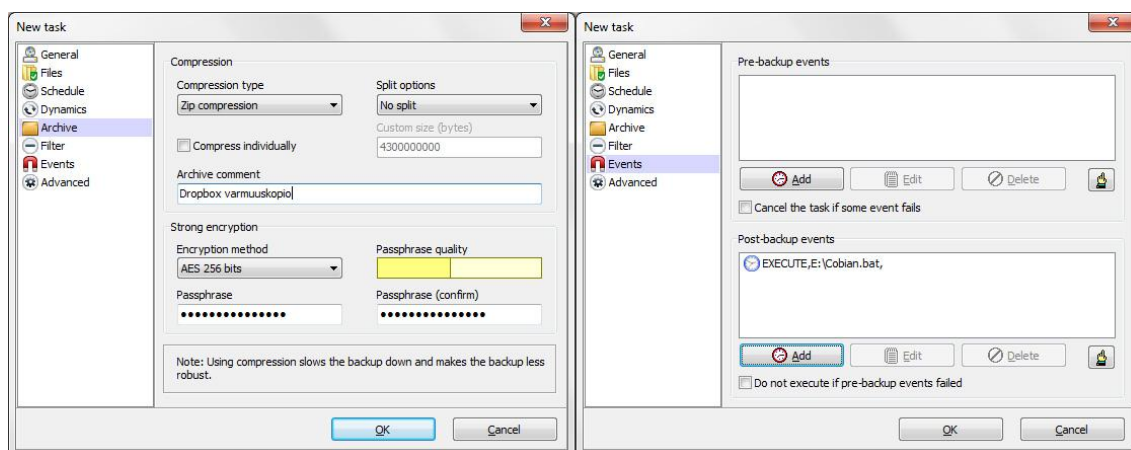 New task
General
Files
Schedule
Dynamics
Archive
Filter
Events
Advanced
Compression
Compression type
Split options
Zip compression
No split
Custom size (bytes)
Compress individually
4300000000
Archive comment
Dropbox varmuuskopio
Strong encryption
Encryption method
Passphrase quality
AES 256 bits
Passphrase
Passphrase (confirm)
•••••••••••••••
•••••••••••••••
Note: Using compression slows the backup down and makes the backup less
robust.
OK
Cancel
New task
General
Files
Schedule
Dynamics
Archive
Filter
Events
Advanced
Pre-backup events
Add
Edit
Delete
Cancel the task if some event fails
Post-backup events
EXECUTE,E:\Cobian.bat,
Add
Edit
Delete
Do not execute if pre-backup events failed
OK
Cancel